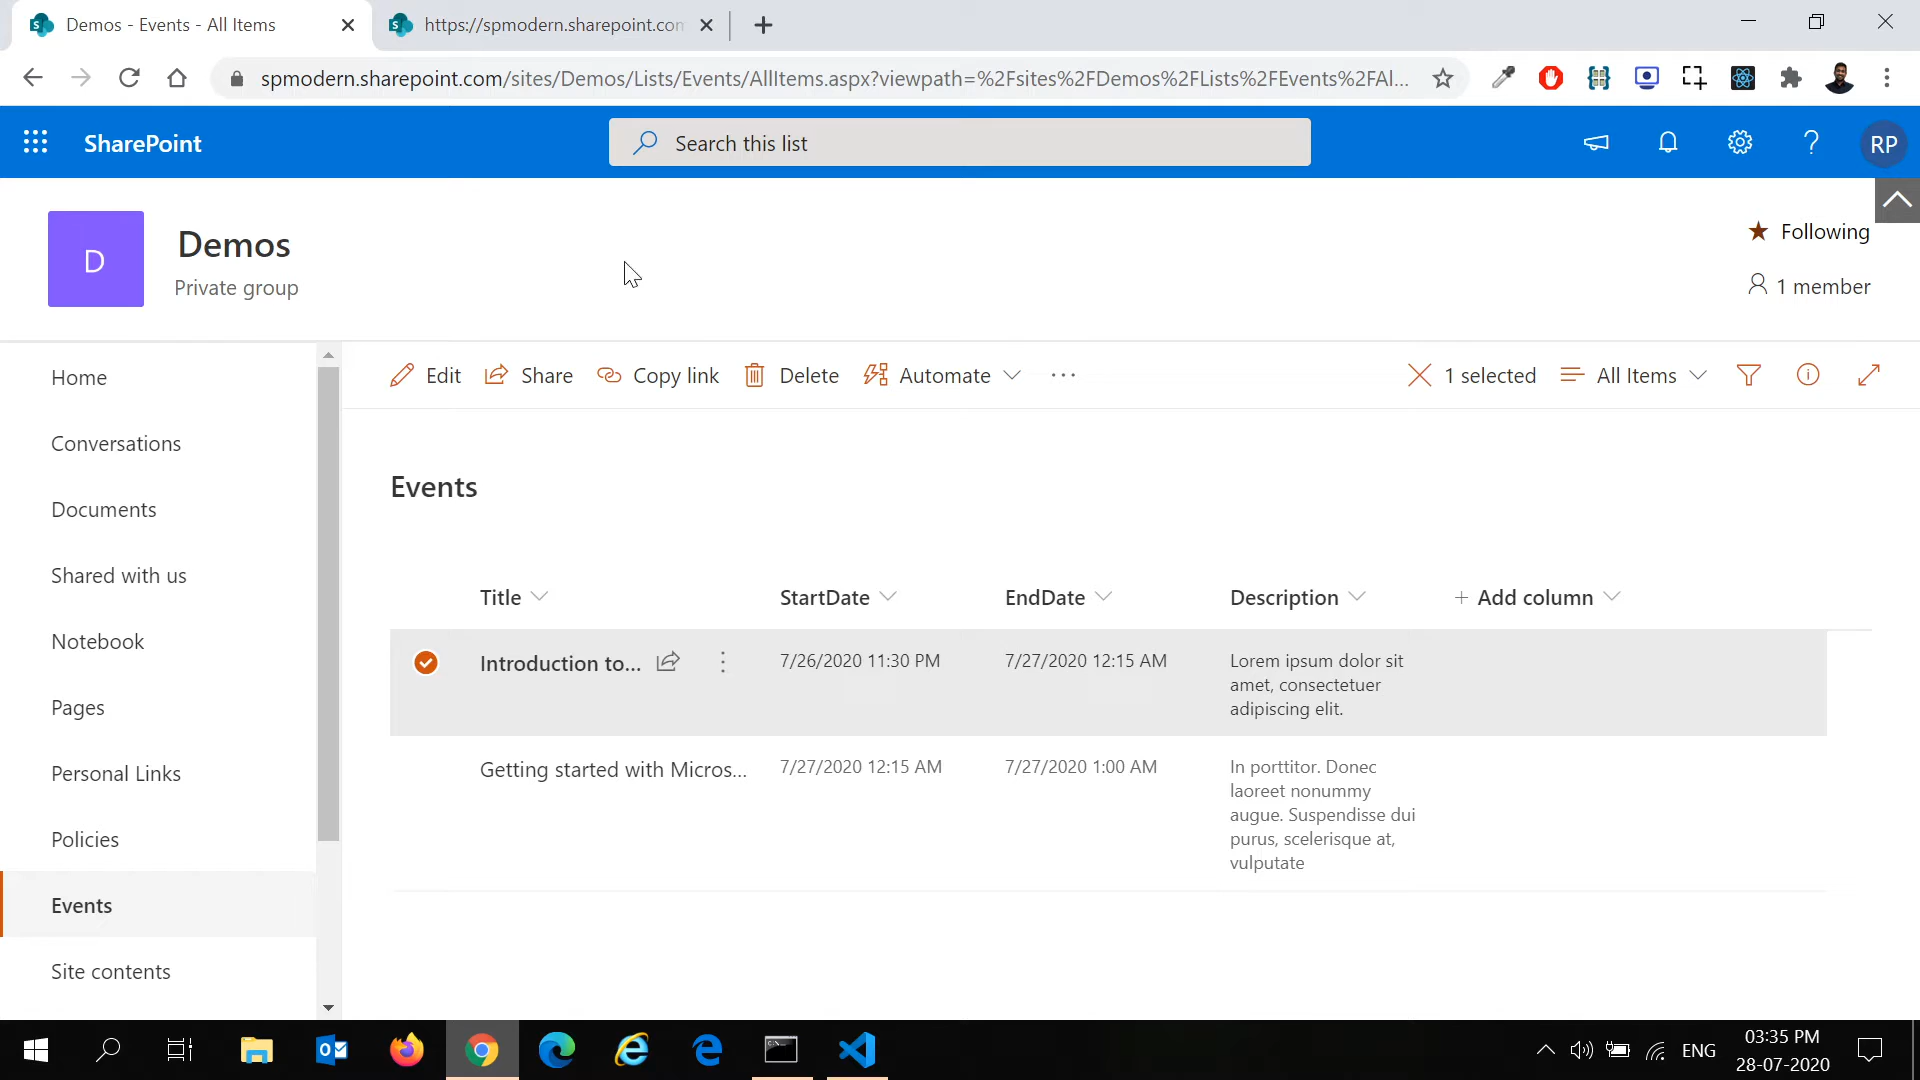 Demos - Events - All Items
https://spmodern.sharepoint.com
spmodern.sharepoint.com/sites/Demos/Lists/Events/AllItems.aspx?viewpath=%2Fsites%2FDemos%2FLists%2FEvents%2FAl...
SharePoint
Search this list
RP
D
Demos
Private group
Following
1 member
Home
Conversations
Documents
Shared with us
Notebook
Pages
Personal Links
Policies
Events
Site contents
Edit
Share
Copy link
Delete
Automate
1 selected
All Items
Events
Title
StartDate
EndDate
Description
+ Add column
Introduction to...
7/26/2020 11:30 PM
7/27/2020 12:15 AM
Lorem ipsum dolor sit
amet, consectetuer
adipiscing elit.
Getting started with Micros...
7/27/2020 12:15 AM
7/27/2020 1:00 AM
In porttitor. Donec
laoreet nonummy
augue. Suspendisse dui
purus, scelerisque at,
vulputate
ENG
03:35 PM
28-07-2020